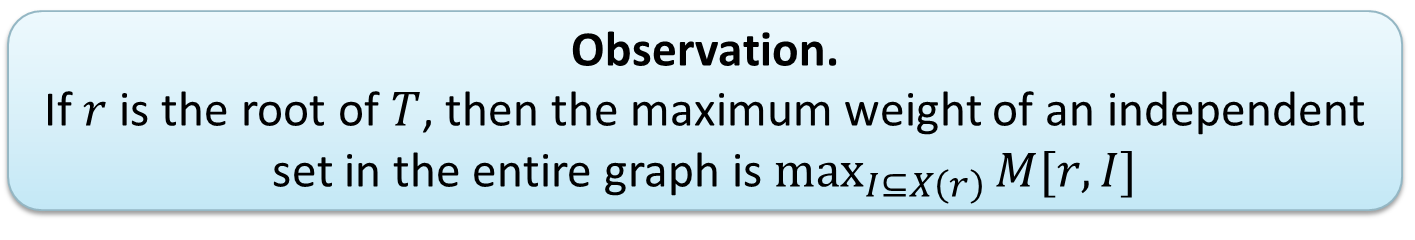 Observation.
If r is the root of T, then the maximum weight of an independent
set in the entire graph is max_{I⊆X(r)} M[r, I]